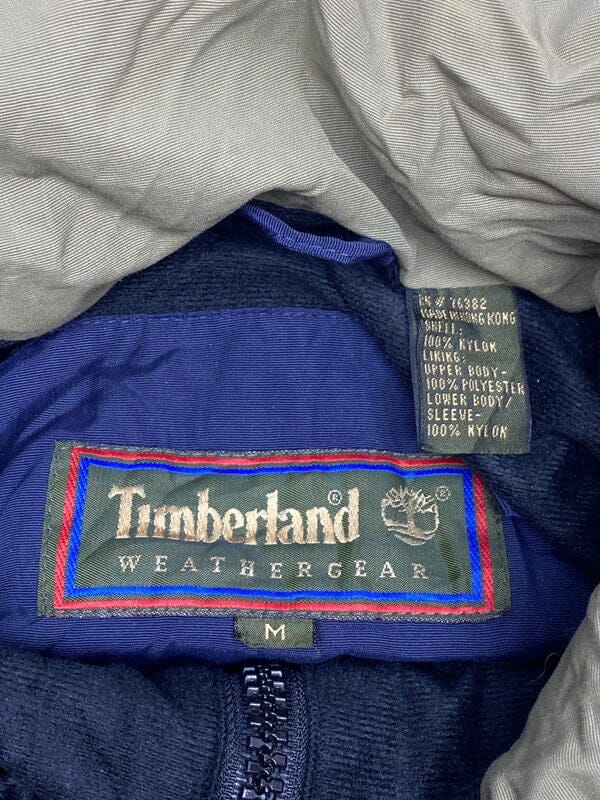 RN # 76382
MADE IN HONG KONG
SHELL:
100% NYLON
LINING:
UPPER BODY-
100% POLYESTER
LOWER BODY/
SLEEVE-
100% NYLON
Timberland® ®
WEATHERGEAR
M